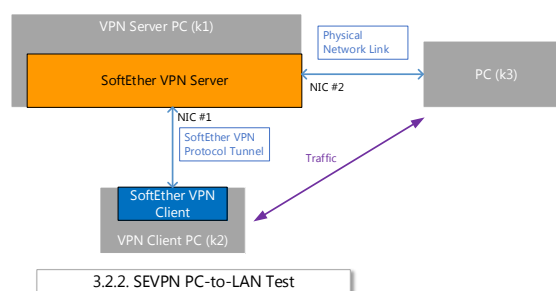 VPN Server PC (k1)
SoftEther VPN Server
Physical
Network Link
PC (k3)
NIC #2
NIC #1
SoftEther VPN
Protocol Tunnel
Traffic
SoftEther VPN
Client
VPN Client PC (k2)
3.2.2. SEVPN PC-to-LAN Test